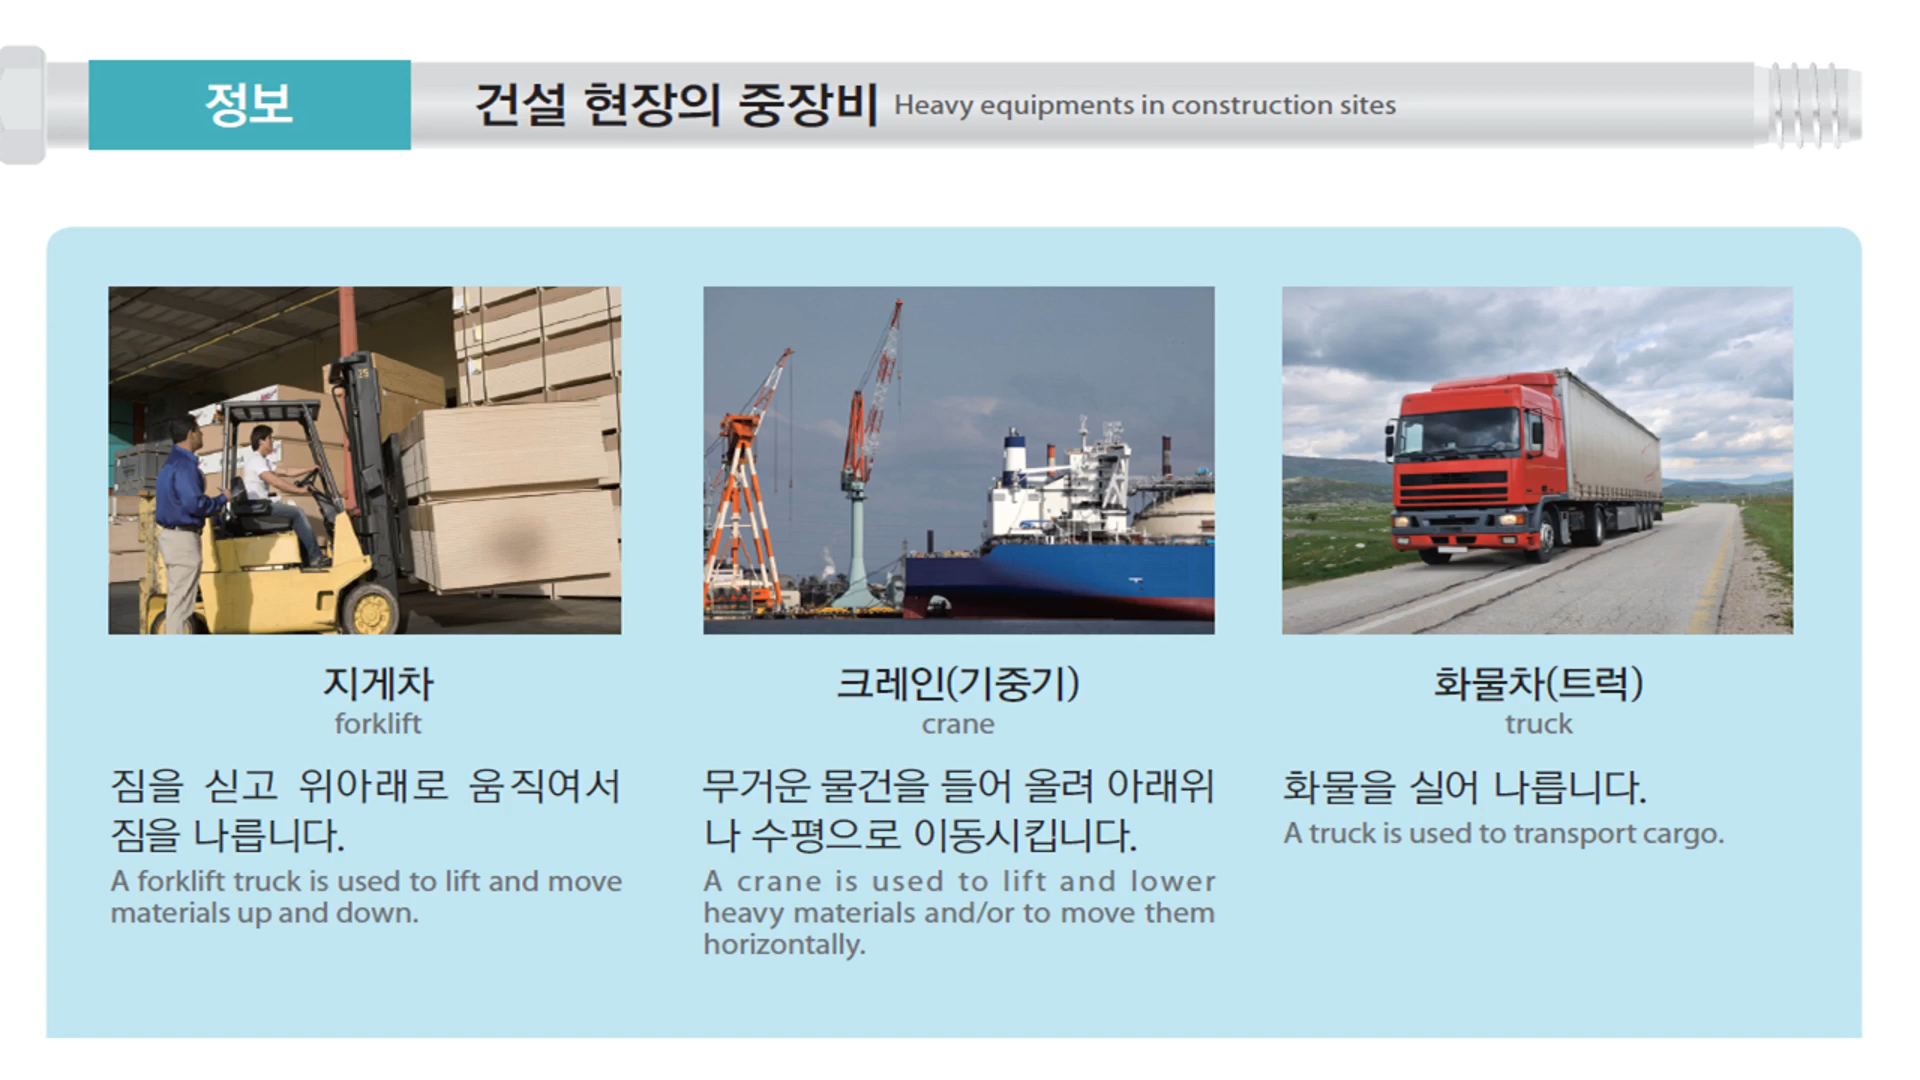 정보
건설 현장의 중장비 Heavy equipments in construction sites
25
지게차
forklift
짐을 싣고 위아래로 움직여서
짐을 나릅니다.
A forklift truck is used to lift and move
materials up and down.
크레인(기중기)
crane
무거운 물건을 들어 올려 아래위
나 수평으로 이동시킵니다.
A crane is used to lift and lower
heavy materials and/or to move them
horizontally.
화물차(트럭)
truck
화물을 실어 나릅니다.
A truck is used to transport cargo.